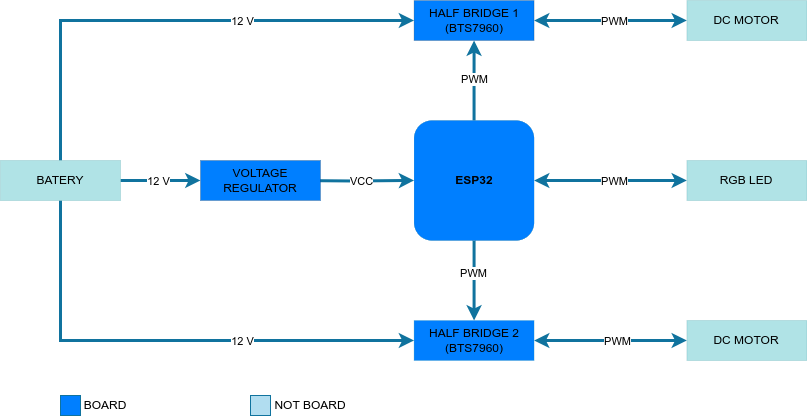 HALF BRIDGE 1
(BTS7960)
12 V
PWM
DC MOTOR
PWM
BATERY
12 V
VOLTAGE
REGULATOR
VCC
ESP32
PWM
RGB LED
PWM
12 V
HALF BRIDGE 2
(BTS7960)
PWM
DC MOTOR
BOARD
NOT BOARD